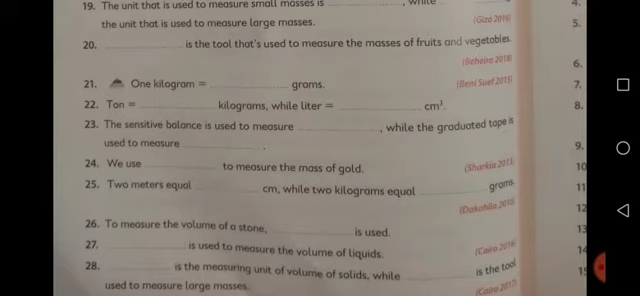 19. The unit that is used to measure small masses is ............, while 4.
the unit that is used to measure large masses. (Giza 2016) 5.
20. ............ is the tool that's used to measure the masses of fruits and vegetables.
(Beheira 2018) 6.
21. One kilogram = ............ grams. (Beni Suef 2015) 7.
22. Ton = ............ kilograms, while liter = ............ cm³. 8.
23. The sensitive balance is used to measure ............, while the graduated tape is
used to measure ............. 9.
24. We use ............ to measure the mass of gold. (Sharkia 2015) 10
25. Two meters equal ............ cm, while two kilograms equal ............ grams. 11
(Dakahlia 2016) 12
26. To measure the volume of a stone, ............ is used. 13
27. ............ is used to measure the volume of liquids. (Cairo 2016) 14
28. ............ is the measuring unit of volume of solids, while ............ is the tool 15
used to measure large masses. (Cairo 2017)